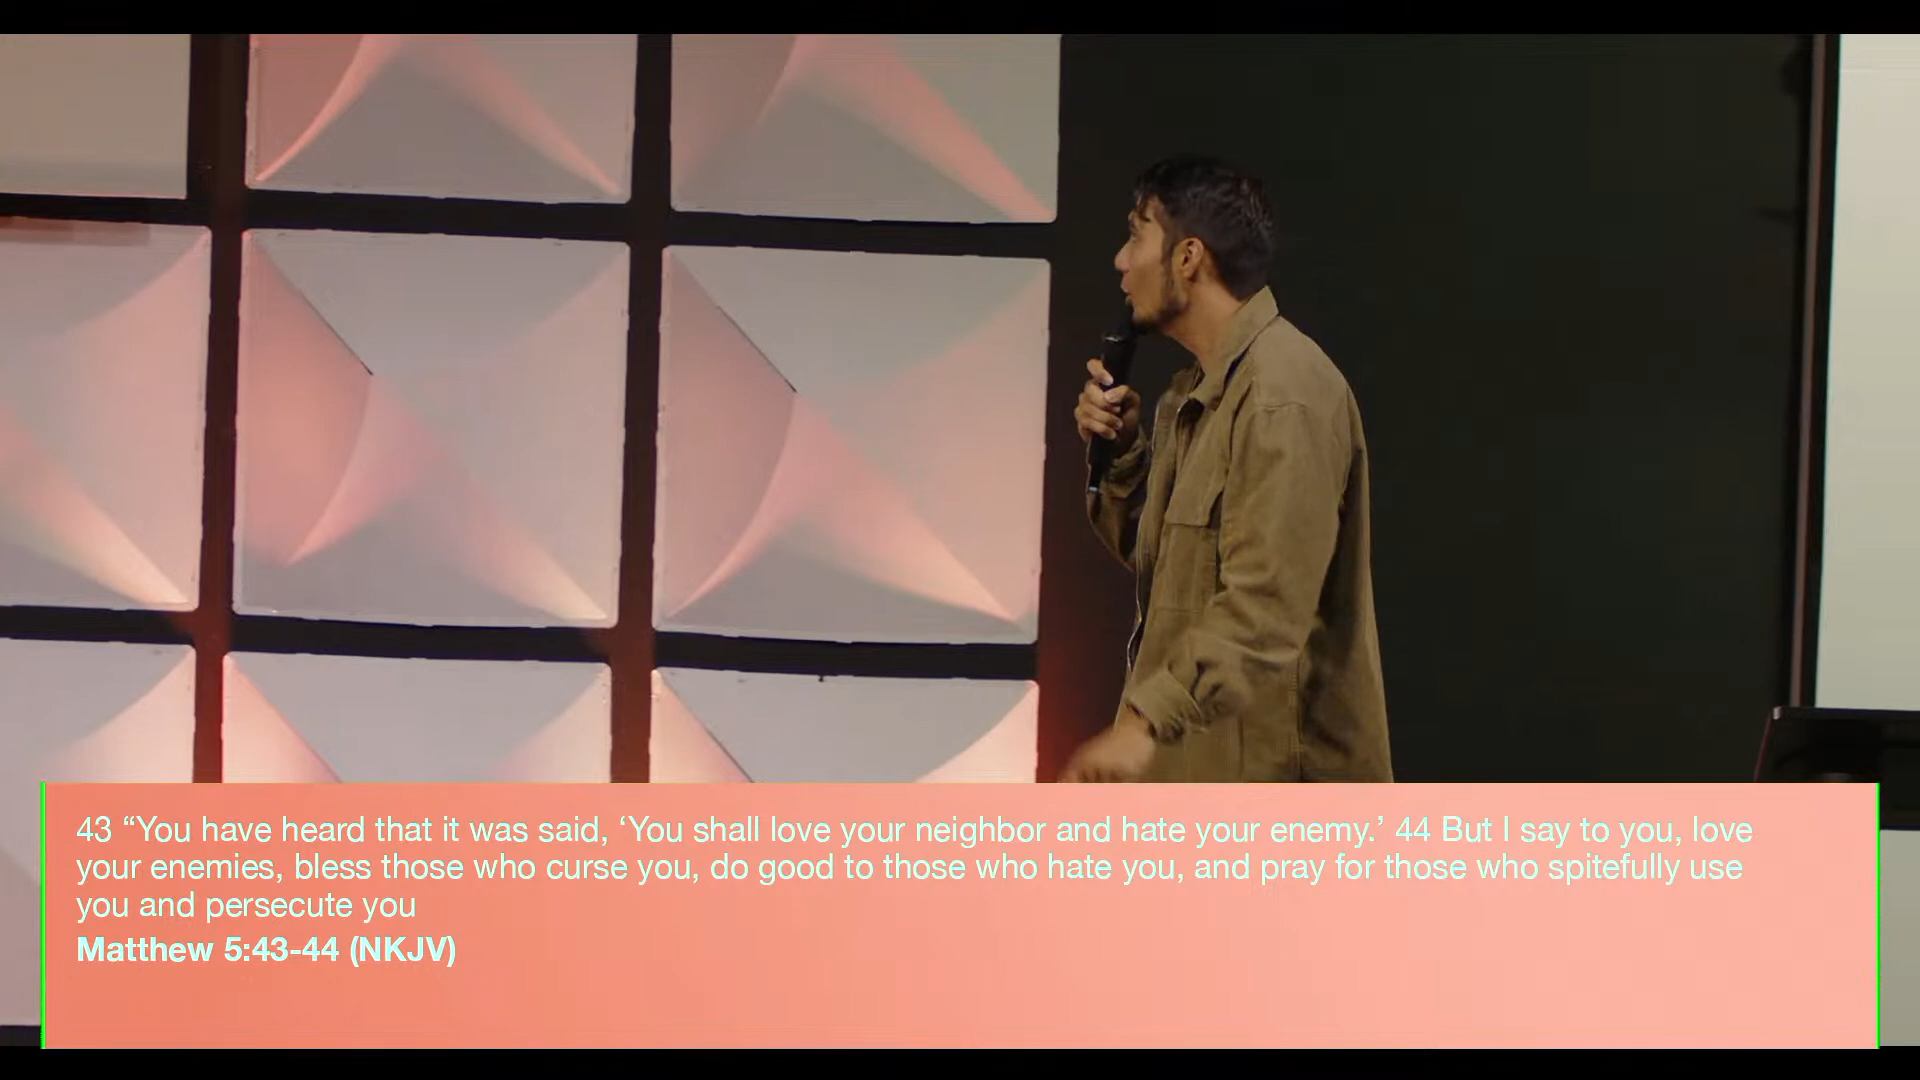 43 “You have heard that it was said, ‘You shall love your neighbor and hate your enemy.’ 44 But I say to you, love
your enemies, bless those who curse you, do good to those who hate you, and pray for those who spitefully use
you and persecute you
Matthew 5:43-44 (NKJV)